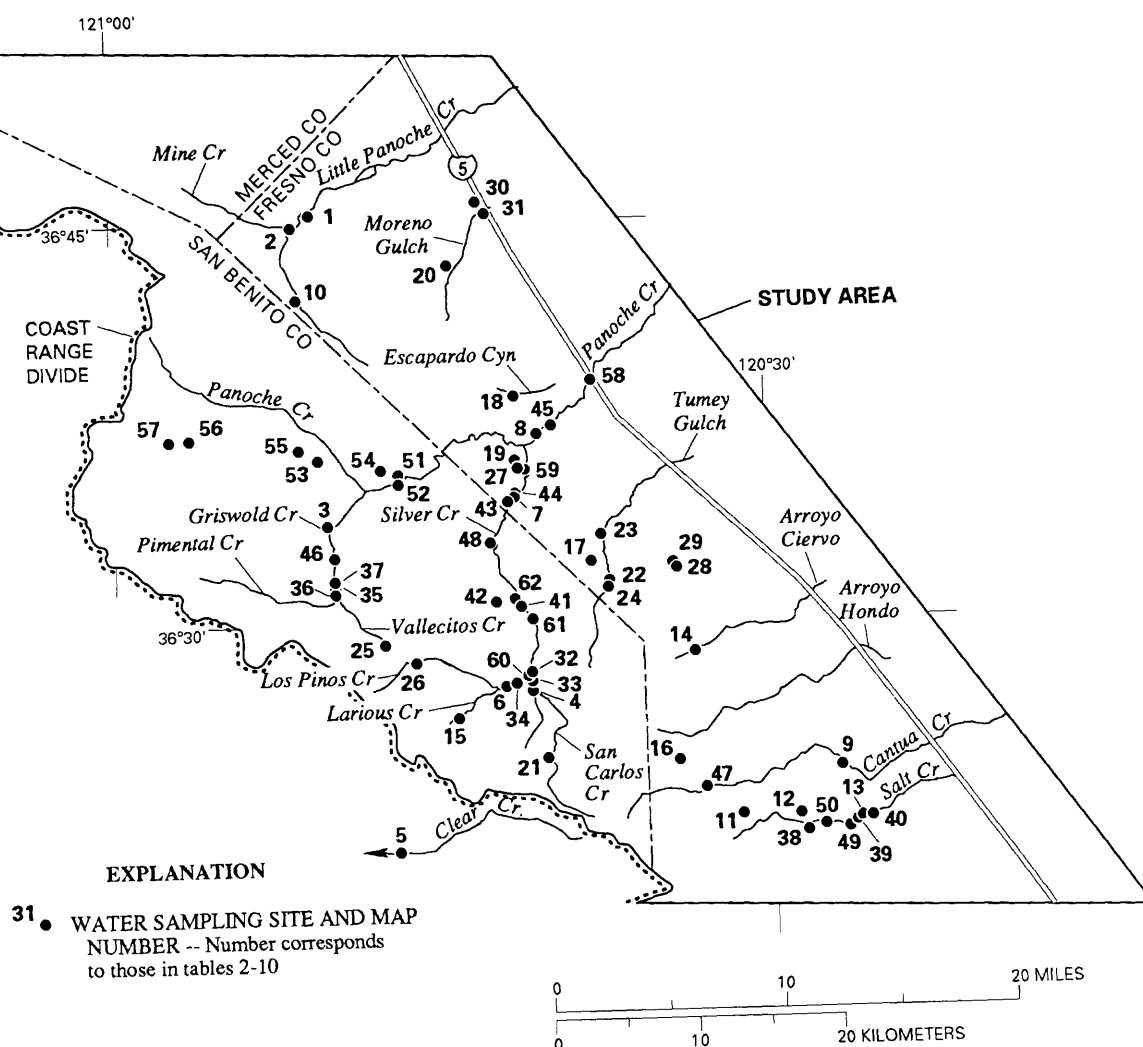 121°00'
MERCED CO
FRESNO CO
Mine Cr
Little Panoche Cr
5
30
31
1
2
Moreno
Gulch
36°45'
SAN BENITO CO
20
10
STUDY AREA
Panoche Cr
COAST
RANGE
DIVIDE
Escapardo Cyn
120°30'
58
Panoche Cr
18
45
Tumey
Gulch
8
57
56
55
53
54
51
52
19
27
59
44
43
7
3
Griswold Cr
Silver Cr
Arroyo
Ciervo
23
Pimental Cr
46
48
17
29
28
37
36
35
22
24
Arroyo
Hondo
42
62
41
61
Vallecitos Cr
36°30'
25
14
60
32
33
Los Pinos Cr
26
6
34
4
Larious Cr
15
San
Carlos
Cr
21
16
9
Cantua Cr
47
13
Salt Cr
12
50
11
40
38
49
39
Clear Cr.
5
EXPLANATION
31
WATER SAMPLING SITE AND MAP
NUMBER -- Number corresponds
to those in tables 2-10
0 10 20 MILES
0 10 20 KILOMETERS